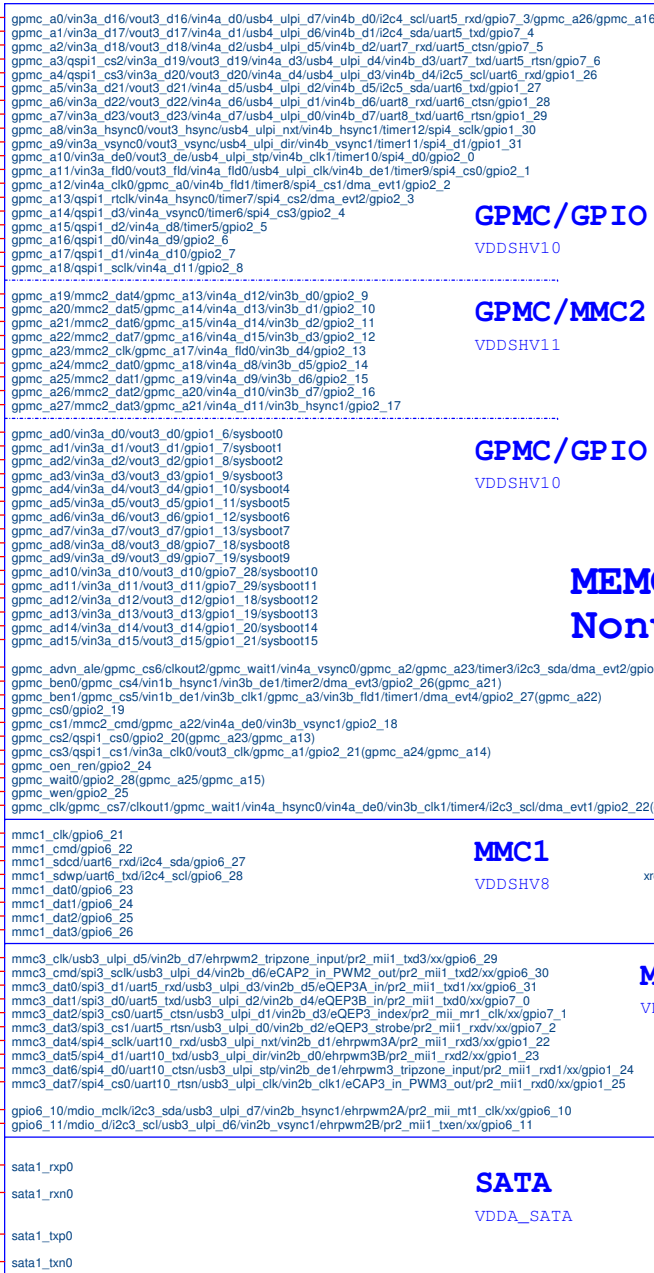 gpmc_a0/vin3a_d16/vout3_d16/vin4a_d0/usb4_ulpi_d7/vin4b_d0/i2c4_scl/uart5_rxd/gpio7_3/gpmc_a26/gpmc_a16
gpmc_a1/vin3a_d17/vout3_d17/vin4a_d1/usb4_ulpi_d6/vin4b_d1/i2c4_sda/uart5_txd/gpio7_4
gpmc_a2/vin3a_d18/vout3_d18/vin4a_d2/usb4_ulpi_d5/vin4b_d2/uart7_rxd/uart5_ctsn/gpio7_5
gpmc_a3/qspi1_cs2/vin3a_d19/vout3_d19/vin4a_d3/usb4_ulpi_d4/vin4b_d3/uart7_txd/uart5_rtsn/gpio7_6
gpmc_a4/qspi1_cs3/vin3a_d20/vout3_d20/vin4a_d4/usb4_ulpi_d3/vin4b_d4/i2c5_scl/uart6_rxd/gpio1_26
gpmc_a5/vin3a_d21/vout3_d21/vin4a_d5/usb4_ulpi_d2/vin4b_d5/i2c5_sda/uart6_txd/gpio1_27
gpmc_a6/vin3a_d22/vout3_d22/vin4a_d6/usb4_ulpi_d1/vin4b_d6/uart8_rxd/uart6_ctsn/gpio1_28
gpmc_a7/vin3a_d23/vout3_d23/vin4a_d7/usb4_ulpi_d0/vin4b_d7/uart8_txd/uart6_rtsn/gpio1_29
gpmc_a8/vin3a_hsync0/vout3_hsync/usb4_ulpi_nxt/vin4b_hsync1/timer12/spi4_sclk/gpio1_30
gpmc_a9/vin3a_vsync0/vout3_vsync/usb4_ulpi_dir/vin4b_vsync1/timer11/spi4_d1/gpio1_31
gpmc_a10/vin3a_de0/vout3_de/usb4_ulpi_stp/vin4b_clk1/timer10/spi4_d0/gpio2_0
gpmc_a11/vin3a_fld0/vout3_fld/vin4a_fld0/usb4_ulpi_clk/vin4b_de1/timer9/spi4_cs0/gpio2_1
gpmc_a12/vin4a_clk0/gpmc_a0/vin4b_fld1/timer8/spi4_cs1/dma_evt1/gpio2_2
gpmc_a13/qspi1_rtclk/vin4a_hsync0/timer7/spi4_cs2/dma_evt2/gpio2_3
gpmc_a14/qspi1_d3/vin4a_vsync0/timer6/spi4_cs3/gpio2_4
gpmc_a15/qspi1_d2/vin4a_d8/timer5/gpio2_5
gpmc_a16/qspi1_d0/vin4a_d9/gpio2_6
gpmc_a17/qspi1_d1/vin4a_d10/gpio2_7
gpmc_a18/qspi1_sclk/vin4a_d11/gpio2_8
GPMC/GPIO
VDDSHV10
gpmc_a19/mmc2_dat4/gpmc_a13/vin4a_d12/vin3b_d0/gpio2_9
gpmc_a20/mmc2_dat5/gpmc_a14/vin4a_d13/vin3b_d1/gpio2_10
gpmc_a21/mmc2_dat6/gpmc_a15/vin4a_d14/vin3b_d2/gpio2_11
gpmc_a22/mmc2_dat7/gpmc_a16/vin4a_d15/vin3b_d3/gpio2_12
gpmc_a23/mmc2_clk/gpmc_a17/vin4a_fld0/vin3b_d4/gpio2_13
gpmc_a24/mmc2_dat0/gpmc_a18/vin4a_d8/vin3b_d5/gpio2_14
gpmc_a25/mmc2_dat1/gpmc_a19/vin4a_d9/vin3b_d6/gpio2_15
gpmc_a26/mmc2_dat2/gpmc_a20/vin4a_d10/vin3b_d7/gpio2_16
gpmc_a27/mmc2_dat3/gpmc_a21/vin4a_d11/vin3b_hsync1/gpio2_17
GPMC/MMC2
VDDSHV11
gpmc_ad0/vin3a_d0/vout3_d0/gpio1_6/sysboot0
gpmc_ad1/vin3a_d1/vout3_d1/gpio1_7/sysboot1
gpmc_ad2/vin3a_d2/vout3_d2/gpio1_8/sysboot2
gpmc_ad3/vin3a_d3/vout3_d3/gpio1_9/sysboot3
gpmc_ad4/vin3a_d4/vout3_d4/gpio1_10/sysboot4
gpmc_ad5/vin3a_d5/vout3_d5/gpio1_11/sysboot5
gpmc_ad6/vin3a_d6/vout3_d6/gpio1_12/sysboot6
gpmc_ad7/vin3a_d7/vout3_d7/gpio1_13/sysboot7
gpmc_ad8/vin3a_d8/vout3_d8/gpio7_18/sysboot8
gpmc_ad9/vin3a_d9/vout3_d9/gpio7_19/sysboot9
gpmc_ad10/vin3a_d10/vout3_d10/gpio7_28/sysboot10
gpmc_ad11/vin3a_d11/vout3_d11/gpio7_29/sysboot11
gpmc_ad12/vin3a_d12/vout3_d12/gpio1_18/sysboot12
gpmc_ad13/vin3a_d13/vout3_d13/gpio1_19/sysboot13
gpmc_ad14/vin3a_d14/vout3_d14/gpio1_20/sysboot14
gpmc_ad15/vin3a_d15/vout3_d15/gpio1_21/sysboot15
GPMC/GPIO
VDDSHV10
gpmc_advn_ale/gpmc_cs6/clkout2/gpmc_wait1/vin4a_vsync0/gpmc_a2/gpmc_a23/timer3/i2c3_sda/dma_evt2/gpio
gpmc_ben0/gpmc_cs4/vin1b_hsync1/vin3b_de1/timer2/dma_evt3/gpio2_26(gpmc_a21)
gpmc_ben1/gpmc_cs5/vin1b_de1/vin3b_clk1/gpmc_a3/vin3b_fld1/timer1/dma_evt4/gpio2_27(gpmc_a22)
gpmc_cs0/gpio2_19
gpmc_cs1/mmc2_cmd/gpmc_a22/vin4a_de0/vin3b_vsync1/gpio2_18
gpmc_cs2/qspi1_cs0/gpio2_20(gpmc_a23/gpmc_a13)
gpmc_cs3/qspi1_cs1/vin3a_clk0/vout3_clk/gpmc_a1/gpio2_21(gpmc_a24/gpmc_a14)
gpmc_oen_ren/gpio2_24
gpmc_wait0/gpio2_28(gpmc_a25/gpmc_a15)
gpmc_wen/gpio2_25
gpmc_clk/gpmc_cs7/clkout1/gpmc_wait1/vin4a_hsync0/vin4a_de0/vin3b_clk1/timer4/i2c3_scl/dma_evt1/gpio2_22(
mmc1_clk/gpio6_21
mmc1_cmd/gpio6_22
mmc1_sdcd/uart6_rxd/i2c4_sda/gpio6_27
mmc1_sdwp/uart6_txd/i2c4_scl/gpio6_28
mmc1_dat0/gpio6_23
mmc1_dat1/gpio6_24
mmc1_dat2/gpio6_25
mmc1_dat3/gpio6_26
MMC1
VDDSHV8
mmc3_clk/usb3_ulpi_d5/vin2b_d7/ehrpwm2_tripzone_input/pr2_mii1_txd3/xx/gpio6_29
mmc3_cmd/spi3_sclk/usb3_ulpi_d4/vin2b_d6/eCAP2_in_PWM2_out/pr2_mii1_txd2/xx/gpio6_30
mmc3_dat0/spi3_d1/uart5_rxd/usb3_ulpi_d3/vin2b_d5/eQEP3A_in/pr2_mii1_txd1/xx/gpio6_31
mmc3_dat1/spi3_d0/uart5_txd/usb3_ulpi_d2/vin2b_d4/eQEP3B_in/pr2_mii1_txd0/xx/gpio7_0
mmc3_dat2/spi3_cs0/uart5_ctsn/usb3_ulpi_d1/vin2b_d3/eQEP3_index/pr2_mii_mr1_clk/xx/gpio7_1
mmc3_dat3/spi3_cs1/uart5_rtsn/usb3_ulpi_d0/vin2b_d2/eQEP3_strobe/pr2_mii1_rxdv/xx/gpio7_2
mmc3_dat4/spi4_sclk/uart10_rxd/usb3_ulpi_nxt/vin2b_d1/ehrpwm3A/pr2_mii1_rxd3/xx/gpio1_22
mmc3_dat5/spi4_d1/uart10_txd/usb3_ulpi_dir/vin2b_d0/ehrpwm3B/pr2_mii1_rxd2/xx/gpio1_23
mmc3_dat6/spi4_d0/uart10_ctsn/usb3_ulpi_stp/vin2b_de1/ehrpwm3_tripzone_input/pr2_mii1_rxd1/xx/gpio1_24
mmc3_dat7/spi4_cs0/uart10_rtsn/usb3_ulpi_clk/vin2b_clk1/eCAP3_in_PWM3_out/pr2_mii1_rxd0/xx/gpio1_25
gpio6_10/mdio_mclk/i2c3_sda/usb3_ulpi_d7/vin2b_hsync1/ehrpwm2A/pr2_mii_mt1_clk/xx/gpio6_10
gpio6_11/mdio_d/i2c3_scl/usb3_ulpi_d6/vin2b_vsync1/ehrpwm2B/pr2_mii1_txen/xx/gpio6_11
sata1_rxp0
sata1_rxn0
sata1_txp0
sata1_txn0
SATA
VDDA_SATA